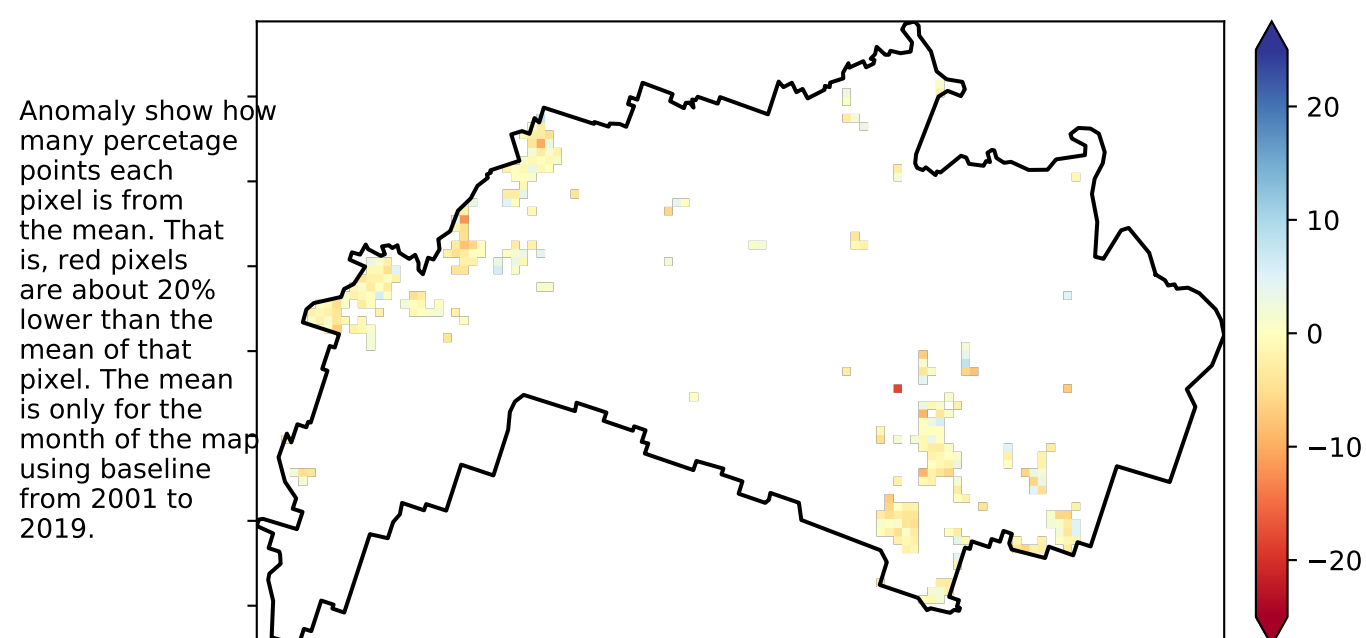 Anomaly show how
many percetage
points each
pixel is from
the mean. That
is, red pixels
are about 20%
lower than the
mean of that
pixel. The mean
is only for the
month of the map
using baseline
from 2001 to
2019.
20
10
0
−10
−20